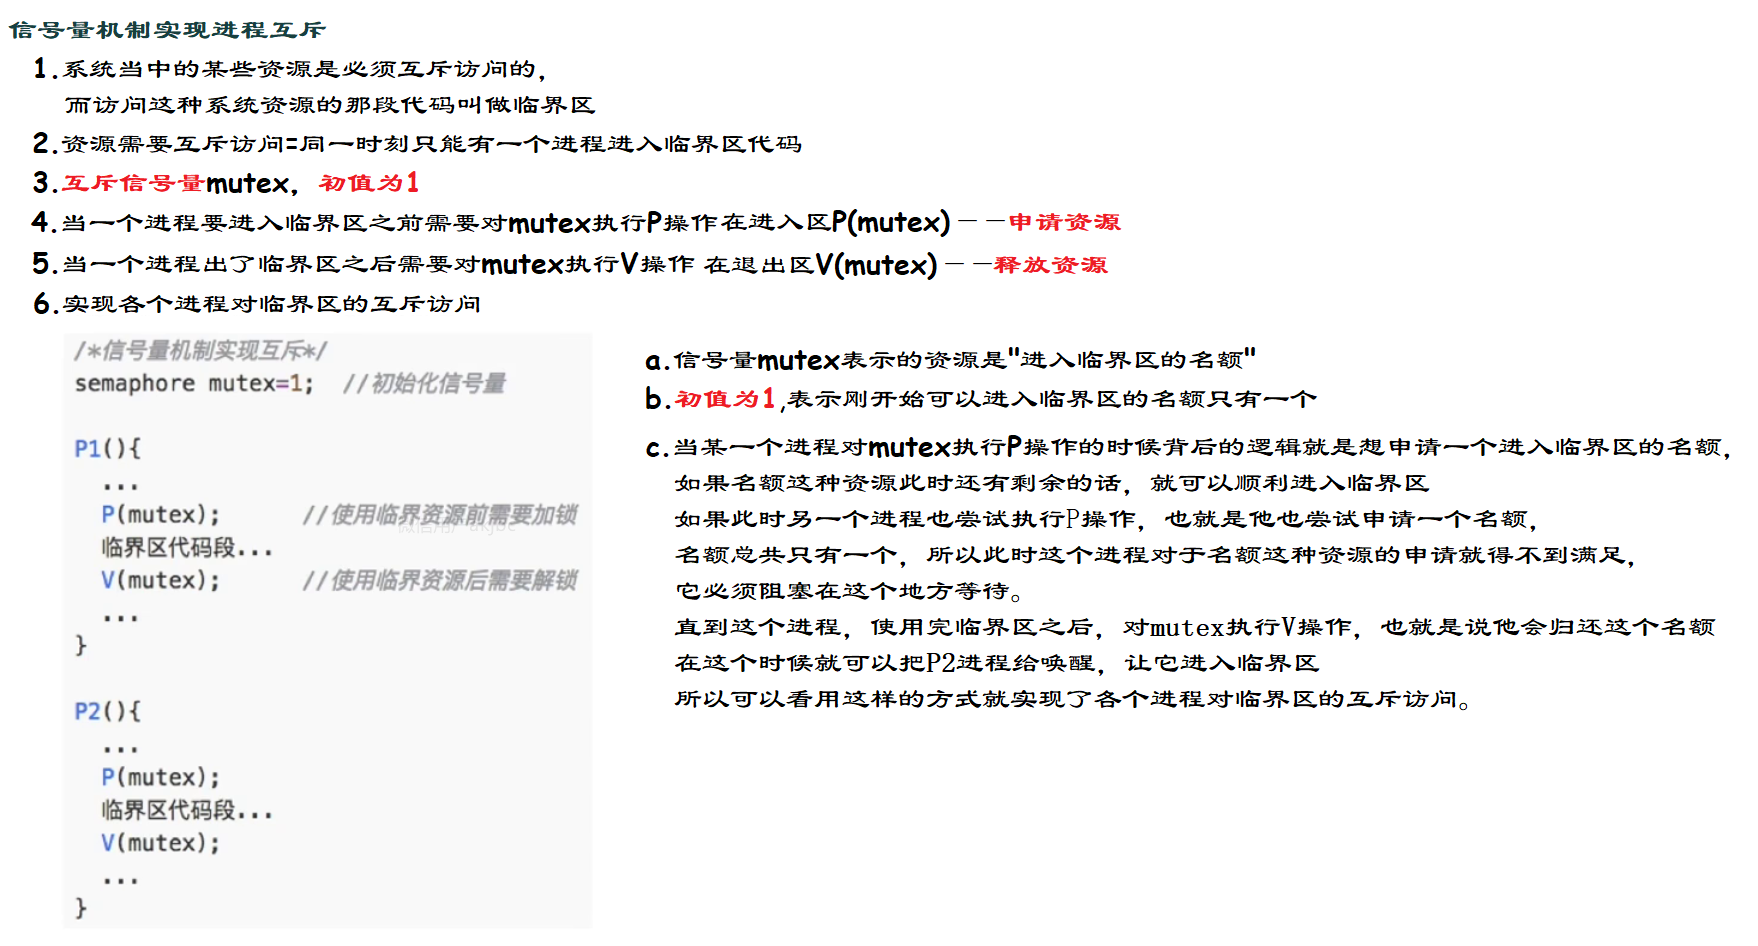 信号量机制实现进程互斥
1.系统当中的某些资源是必须互斥访问的，
而访问这种系统资源的那段代码叫做临界区
2.资源需要互斥访问=同一时刻只能有一个进程进入临界区代码
3.互斥信号量mutex，初值为1
4.当一个进程要进入临界区之前需要对mutex执行P操作在进入区P(mutex)——申请资源
5.当一个进程出了临界区之后需要对mutex执行V操作 在退出区V(mutex)——释放资源
6.实现各个进程对临界区的互斥访问
/*信号量机制实现互斥*/
semaphore mutex=1; //初始化信号量
P1(){
...
P(mutex); //使用临界资源前需要加锁
临界区代码段...
V(mutex); //使用临界资源后需要解锁
...
}
P2(){
...
P(mutex);
临界区代码段...
V(mutex);
...
}
a.信号量mutex表示的资源是"进入临界区的名额"
b.初值为1,表示刚开始可以进入临界区的名额只有一个
c.当某一个进程对mutex执行P操作的时候背后的逻辑就是想申请一个进入临界区的名额，
如果名额这种资源此时还有剩余的话，就可以顺利进入临界区
如果此时另一个进程也尝试执行P操作，也就是他也尝试申请一个名额，
名额总共只有一个，所以此时这个进程对于名额这种资源的申请就得不到满足，
它必须阻塞在这个地方等待。
直到这个进程，使用完临界区之后，对mutex执行V操作，也就是说他会归还这个名额
在这个时候就可以把P2进程给唤醒，让它进入临界区
所以可以看用这样的方式就实现了各个进程对临界区的互斥访问。